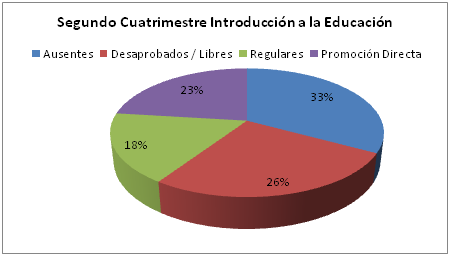 Segundo Cuatrimestre Introducción a la Educación
Ausentes Desaprobados / Libres Regulares Promoción Directa
23% 33%
18%
26%